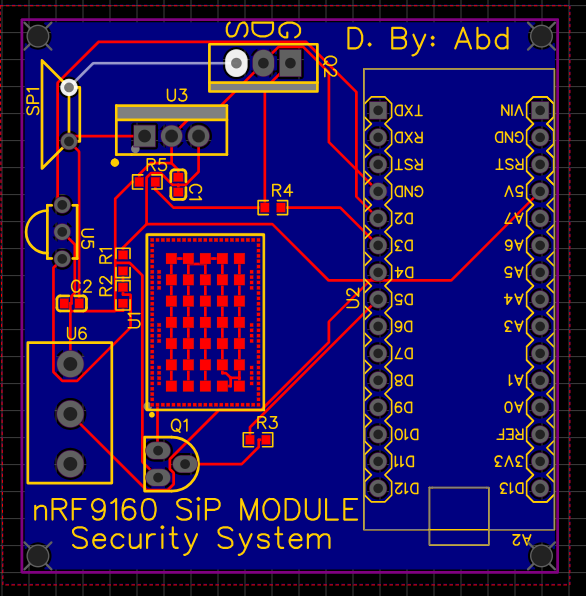 SDG
D. By: Abd
SP1
Q2
U3
R5
C1
R4
U5
C2
R1
R2
U1
U6
U2
Q1
R3
TXD
RXD
RST
GND
D2
D3
D4
D5
D6
D7
D8
D9
D10
D11
D12
VIN
GND
RST
5V
A7
A6
A5
A4
A3
A1
A0
REF
3V3
D13
A2
nRF9160 SiP MODULE
Security System